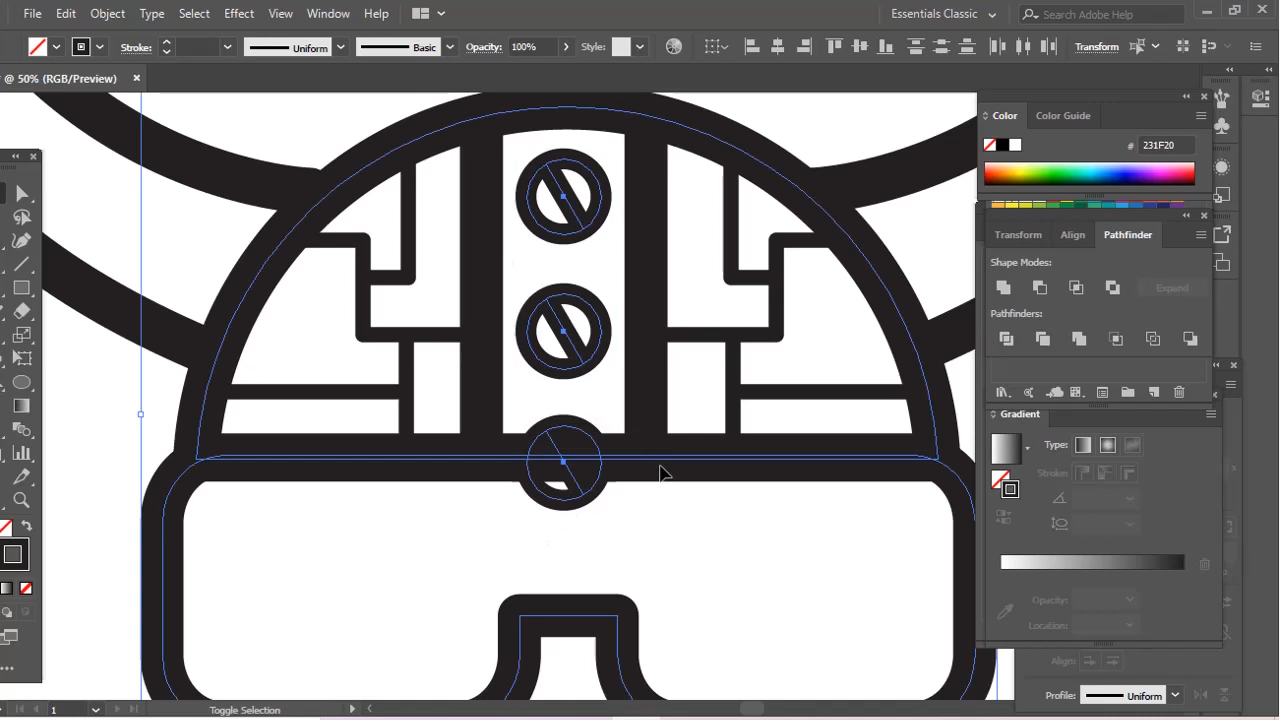 File Edit Object Type Select Effect View Window Help Essentials Classic Search Adobe Help
Stroke: Uniform Basic Opacity: 100% Style: Transform
@ 50% (RGB/Preview) ×
Color Color Guide
# 231F20
Transform Align Pathfinder
Shape Modes:
Expand
Pathfinders:
Gradient
Type:
Stroke:
Opacity:
Location:
Align:
Profile: Uniform
1 Toggle Selection